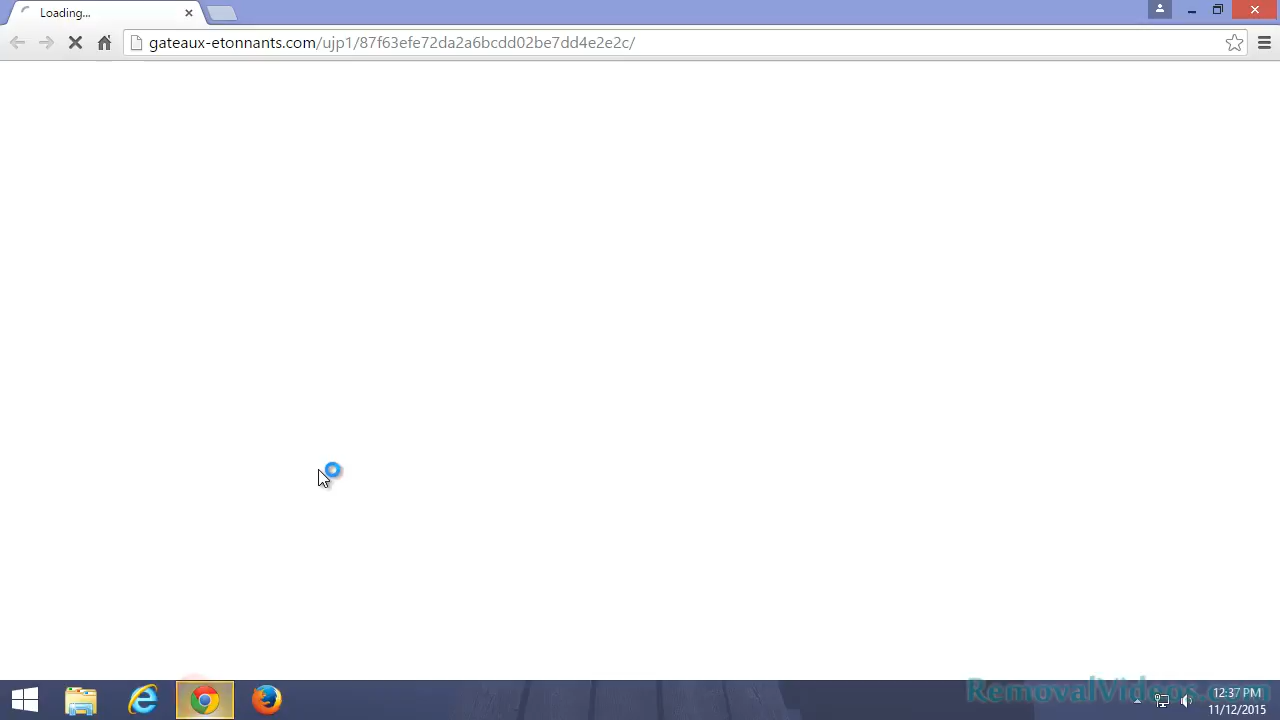 Loading...
gateaux-etonnants.com/ujp1/87f63efe72da2a6bcdd02be7dd4e2e2c/
RemovalVideos.com
12:37 PM
11/12/2015